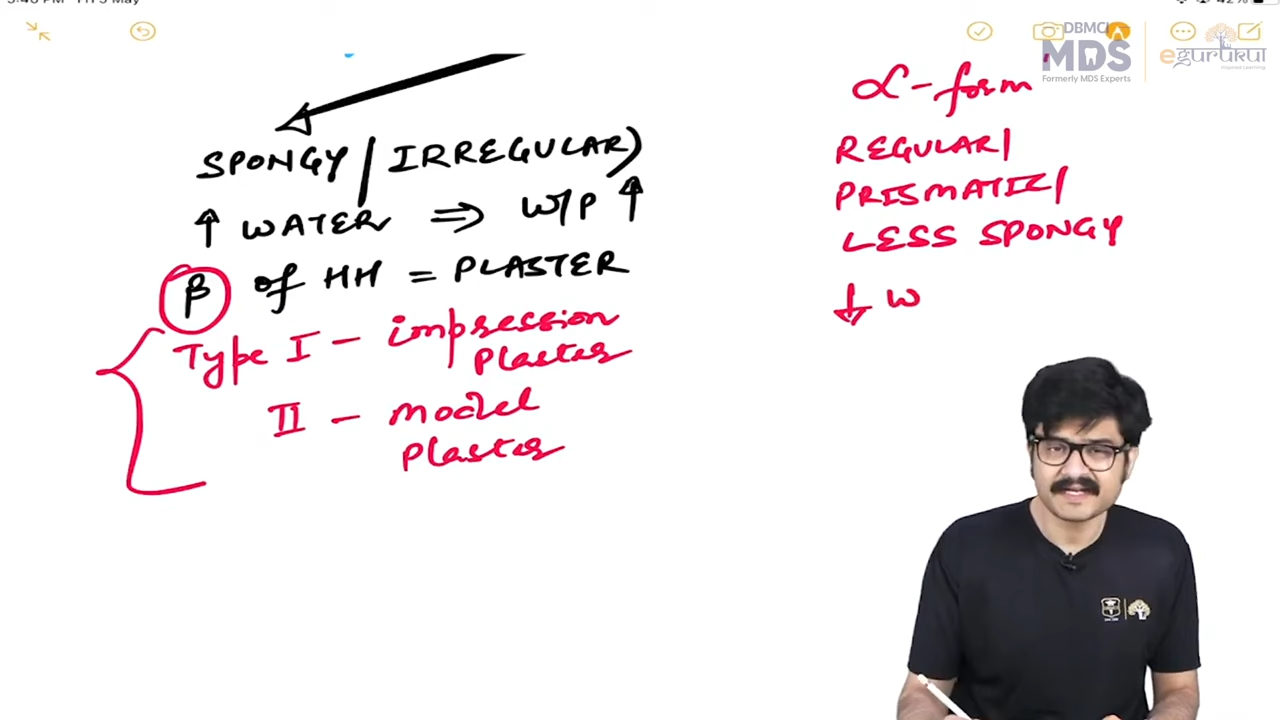 DBMCI
MDS
Formerly MDS Experts
egurukul
SPONGY / IRREGULAR)
↑ WATER ⇒ W/P ↑
β of HH = PLASTER
Type I - impression
Plaster
II - model
Plaster
α-form
REGULAR/
PRISMATIC/
LESS SPONGY
↓ W